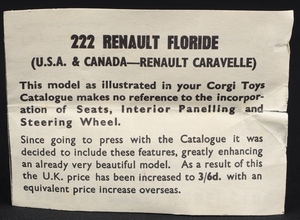 222 RENAULT FLORIDE
(U.S.A. & CANADA—RENAULT CARAVELLE)
This model as illustrated in your Corgi Toys
Catalogue makes no reference to the incorpor-
ation of Seats, Interior Panelling and
Steering Wheel.
Since going to press with the Catalogue it was
decided to include these features, greatly enhancing
an already very beautiful model. As a result of this
the U.K. price has been increased to 3/6d. with an
equivalent price increase overseas.